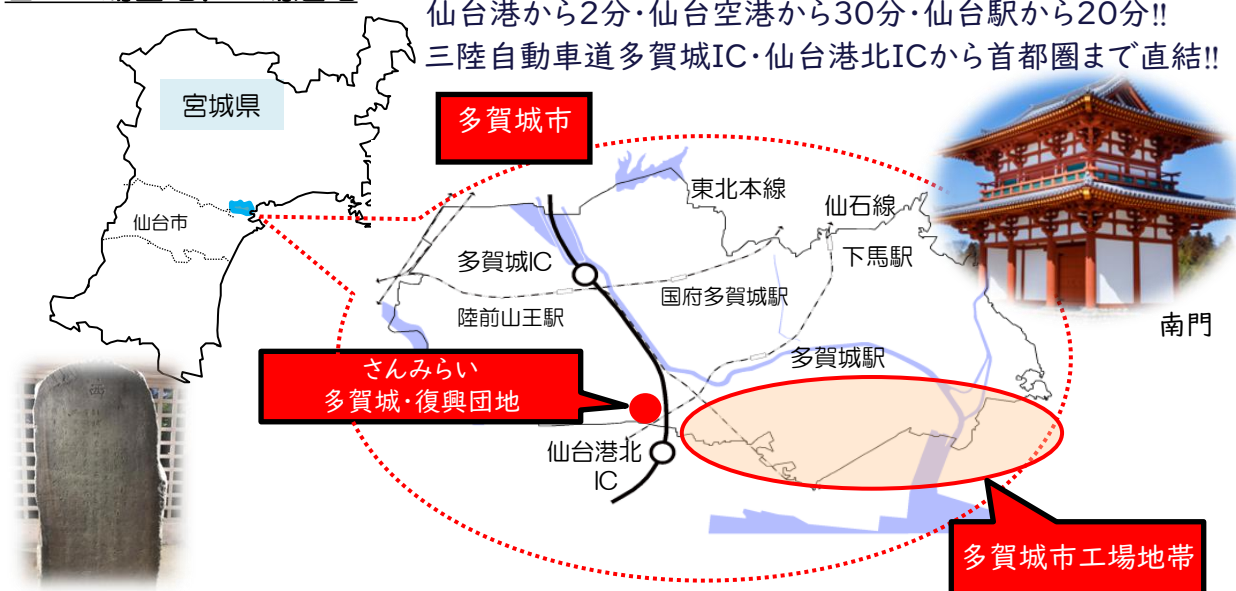 仙台港から2分・仙台空港から30分・仙台駅から20分!!
三陸自動車道多賀城IC・仙台港北ICから首都圏まで直結!!
宮城県
仙台市
多賀城市
東北本線
仙石線
下馬駅
多賀城IC
国府多賀城駅
陸前山王駅
南門
多賀城駅
さんみらい
多賀城・復興団地
仙台港北
IC
多賀城市工場地帯